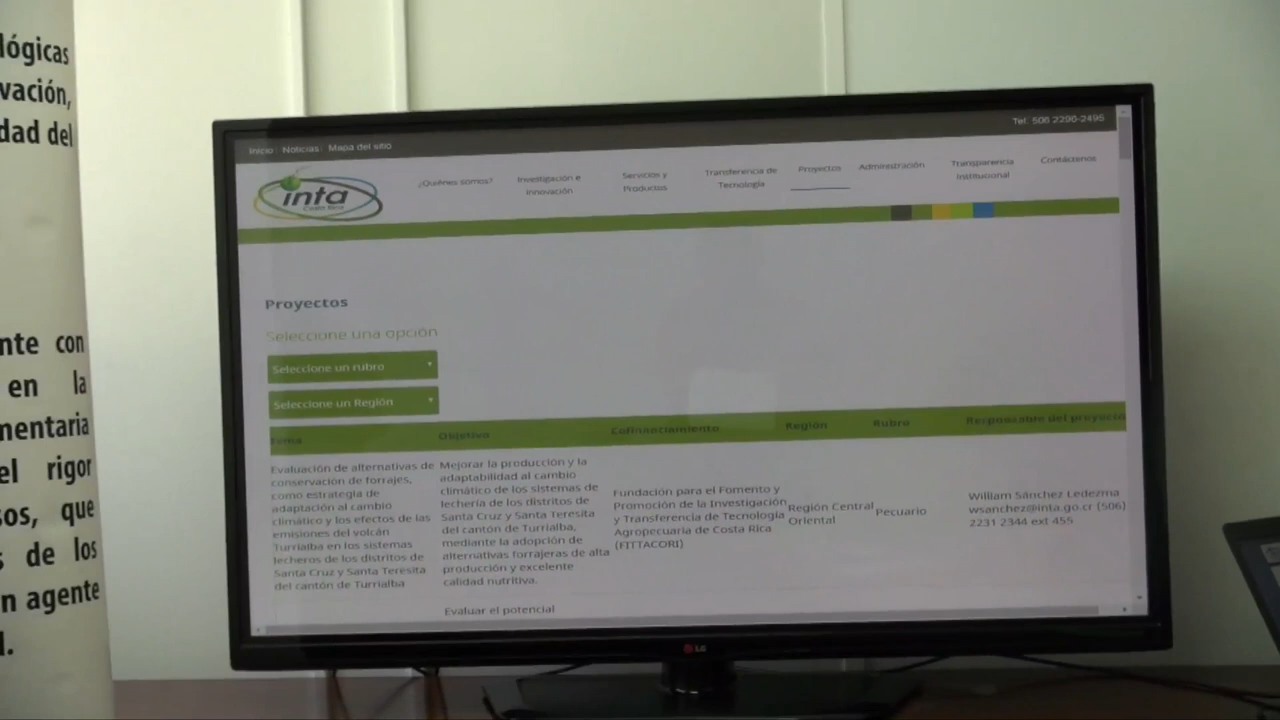 lógicas
vación,
dad del
nte con
en la
mentaria
el rigor
sos, que
s de los
n agente
l.
Inicio Noticias Mapa del sitio
Tel: 506 2296-2495
inta
Costa Rica
¿Quiénes somos?
Investigación e
Innovación
Servicios y
Productos
Transferencia de
Tecnología
Proyectos
Administración
Transparencia
Institucional
Contáctenos
Proyectos
Seleccione una opción
Seleccione un rubro
Seleccione un Región
Tema
Objetivo
Cofinanciamiento
Región
Rubro
Responsable del proyecto
Evaluación de alternativas de
conservación de forrajes,
como estrategia de
adaptación al cambio
climático y los efectos de las
emisiones del volcán
Turrialba en los sistemas
lecheros de los distritos de
Santa Cruz y Santa Teresita
del cantón de Turrialba
Mejorar la producción y la
adaptabilidad al cambio
climático de los sistemas de
lechería de los distritos de
Santa Cruz y Santa Teresita
del cantón de Turrialba,
mediante la adopción de
alternativas forrajeras de alta
producción y excelente
calidad nutritiva.
Fundación para el Fomento y
Promoción de la Investigación
y Transferencia de Tecnología
Agropecuaria de Costa Rica
(FITTACORI)
Región Central
Oriental
Pecuario
William Sánchez Ledezma
wsanchez@inta.go.cr (506)
2231 2344 ext 455
Evaluar el potencial
LG